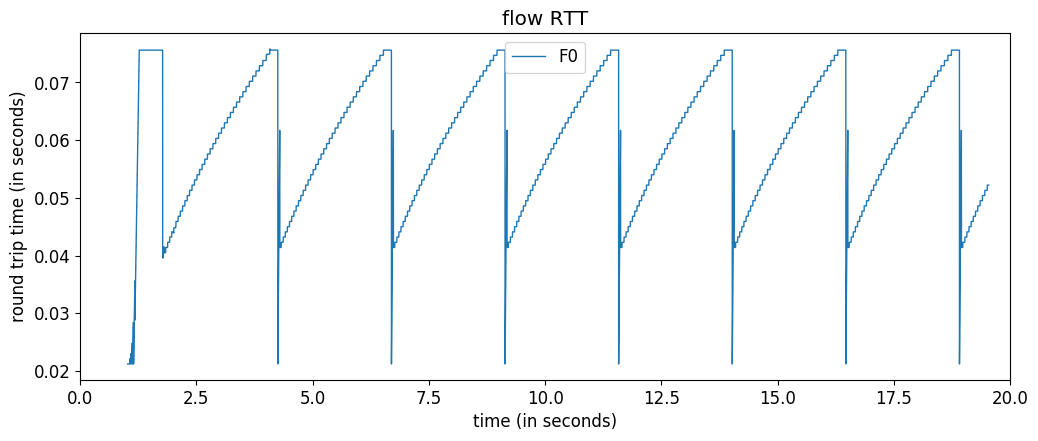 flow RTT
F0
round trip time (in seconds)
0.07
0.06
0.05
0.04
0.03
0.02
0.0 2.5 5.0 7.5 10.0 12.5 15.0 17.5 20.0
time (in seconds)